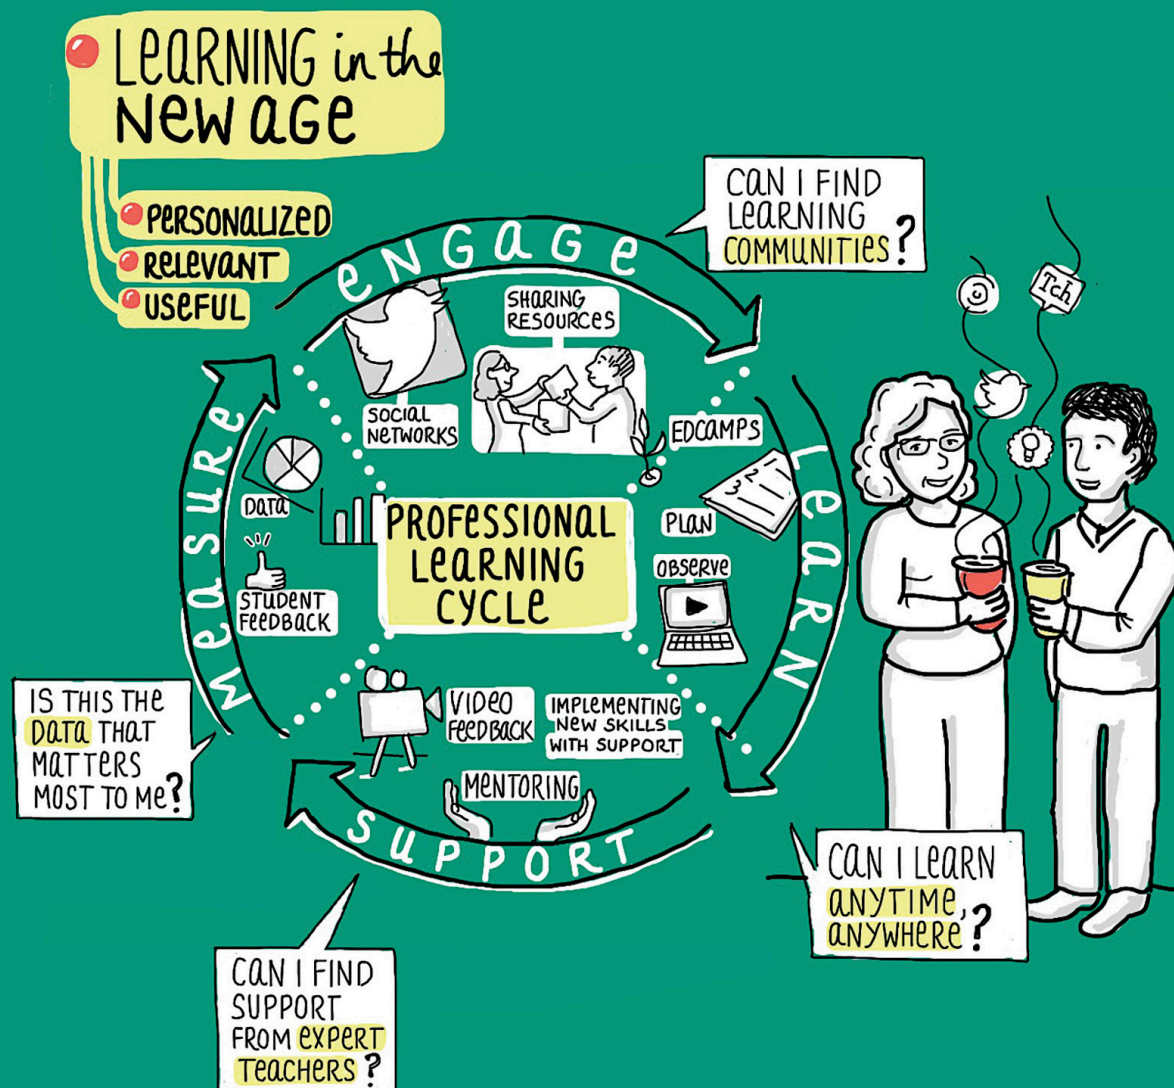 LEARNING in the
NEW AGE
PERSONALIZED
RELEVANT
USEFUL
ENGAGE
CAN I FIND
LEARNING
COMMUNITIES?
Tch
SHARING
RESOURCES
SOCIAL
NETWORKS
EDCAMPS
LEARN
1
2
3
PLAN
OBSERVE
MEASURE
DATA
STUDENT
FEEDBACK
PROFESSIONAL
LEARNING
CYCLE
VIDEO
FEEDBACK
IMPLEMENTING
NEW SKILLS
WITH SUPPORT
MENTORING
SUPPORT
IS THIS THE
DATA THAT
MATTERS
MOST TO ME?
CAN I LEARN
ANYTIME,
ANYWHERE?
CAN I FIND
SUPPORT
FROM EXPERT
TEACHERS?